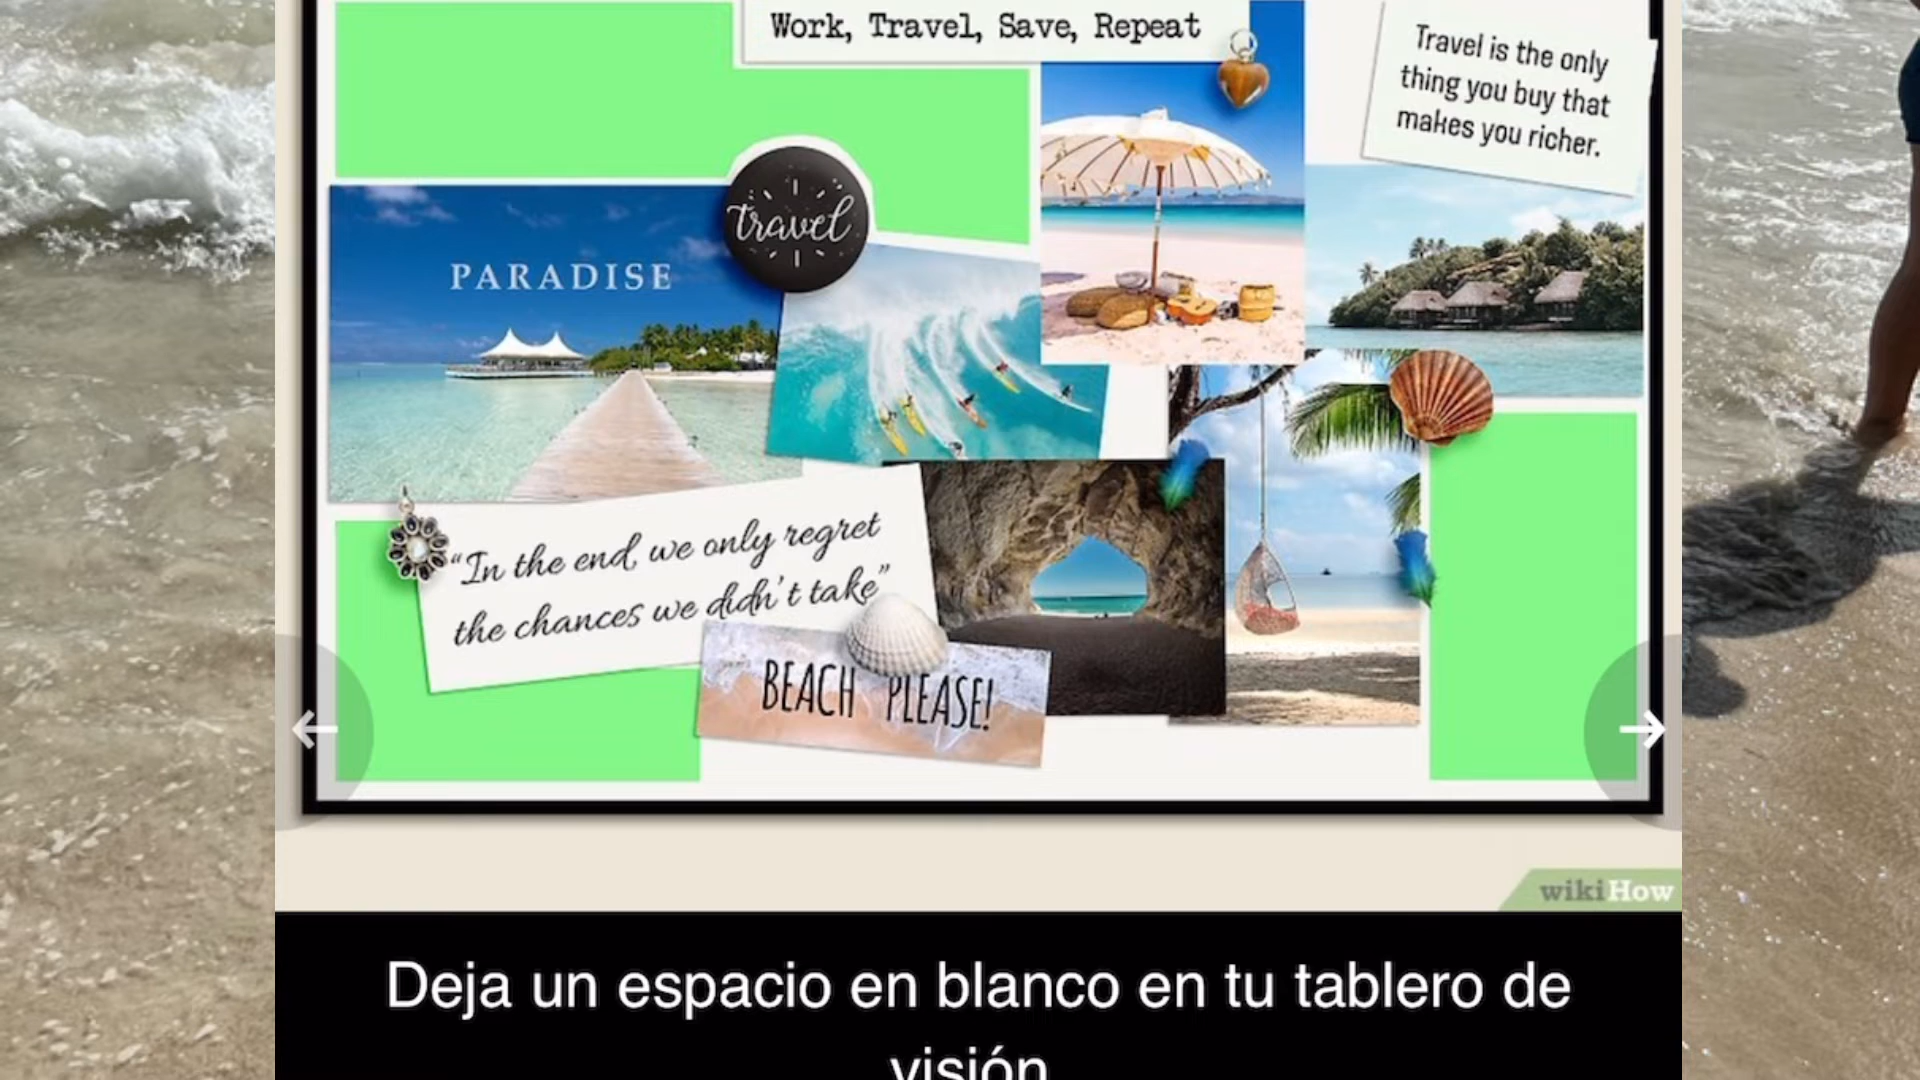 Work, Travel, Save, Repeat
Travel is the only
thing you buy that
makes you richer.
travel
PARADISE
“In the end, we only regret
the chances we didn't take”
BEACH PLEASE!
wikiHow
Deja un espacio en blanco en tu tablero de
visión